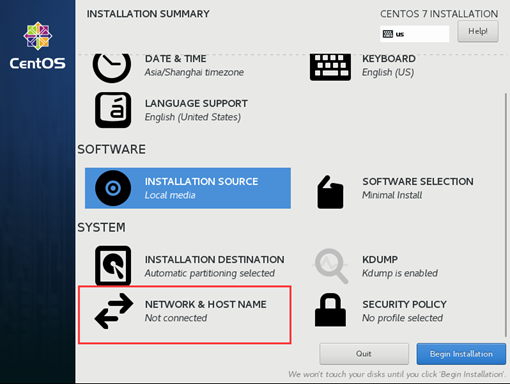 INSTALLATION SUMMARY
CENTOS 7 INSTALLATION
us
Help!
CentOS
DATE & TIME
Asia/Shanghai timezone
KEYBOARD
English (US)
á
LANGUAGE SUPPORT
English (United States)
SOFTWARE
INSTALLATION SOURCE
Local media
SOFTWARE SELECTION
Minimal Install
SYSTEM
INSTALLATION DESTINATION
Automatic partitioning selected
KDUMP
Kdump is enabled
NETWORK & HOST NAME
Not connected
SECURITY POLICY
No profile selected
Quit
Begin Installation
We won't touch your disks until you click 'Begin Installation'.